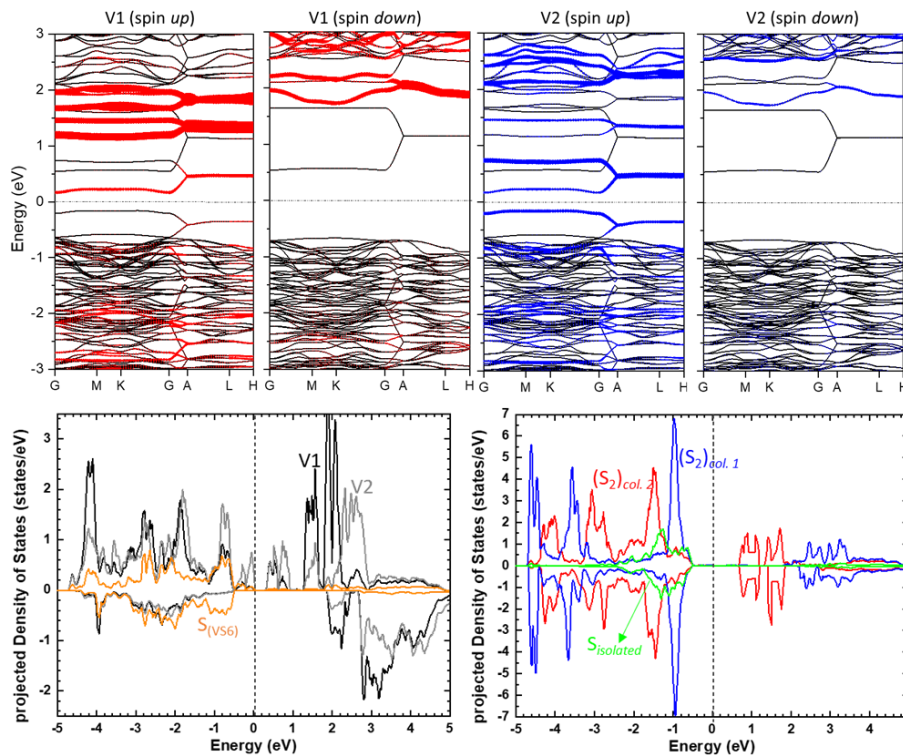 V1 (spin up)
V1 (spin down)
V2 (spin up)
V2 (spin down)
Energy (eV)
3
2
1
0
-1
-2
-3
G M K G A L H
G M K G A L H
G M K G A L H
G M K G A L H
projected Density of States (states/eV)
3
2
1
0
-1
-2
V1
V2
S(VS6)
-5 -4 -3 -2 -1 0 1 2 3 4 5
Energy (eV)
projected Density of States (states/eV)
7
6
5
4
3
2
1
0
-1
-2
-3
-4
-5
-6
-7
(S2)col. 2
(S2)col. 1
Sisolated
-5 -4 -3 -2 -1 0 1 2 3 4
Energy (eV)